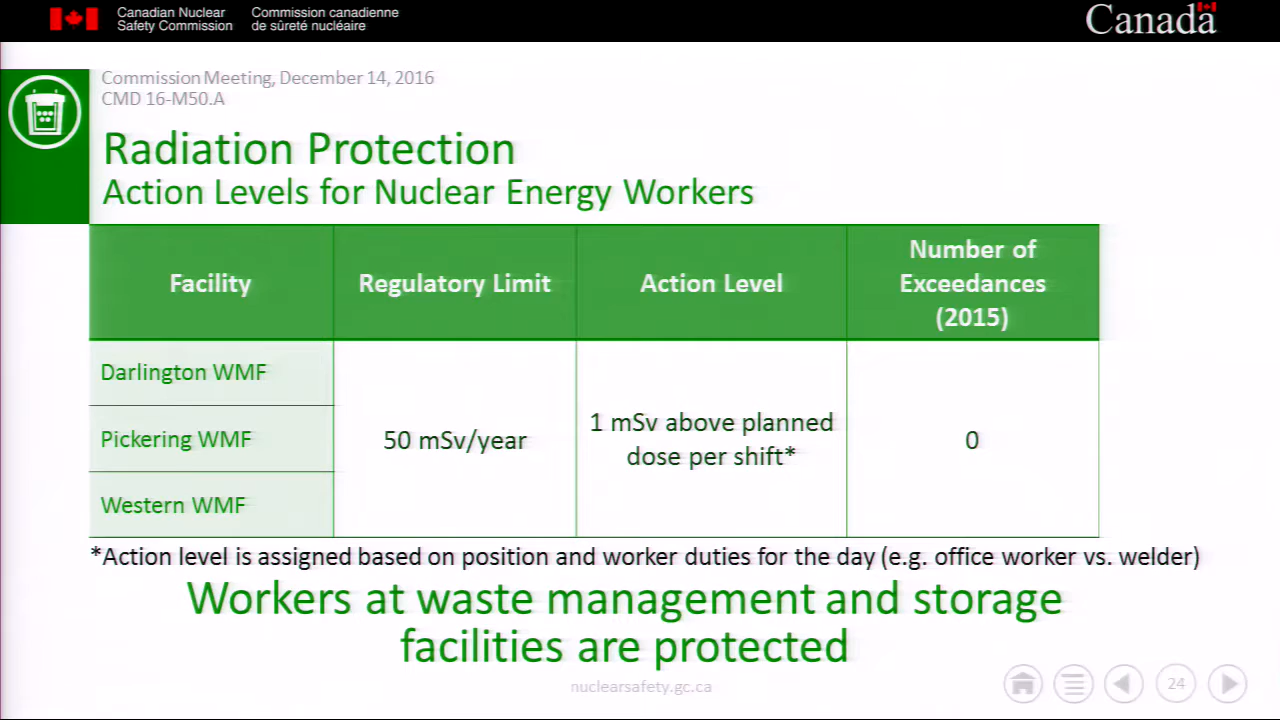 Canadian Nuclear Safety Commission
Commission canadienne de sûreté nucléaire
Canada
Commission Meeting, December 14, 2016
CMD 16-M50.A
Radiation Protection
Action Levels for Nuclear Energy Workers
Facility
Regulatory Limit
Action Level
Number of
Exceedances
(2015)
Darlington WMF
Pickering WMF
Western WMF
50 mSv/year
1 mSv above planned
dose per shift*
0
*Action level is assigned based on position and worker duties for the day (e.g. office worker vs. welder)
Workers at waste management and storage
facilities are protected
nuclearsafety.gc.ca
24